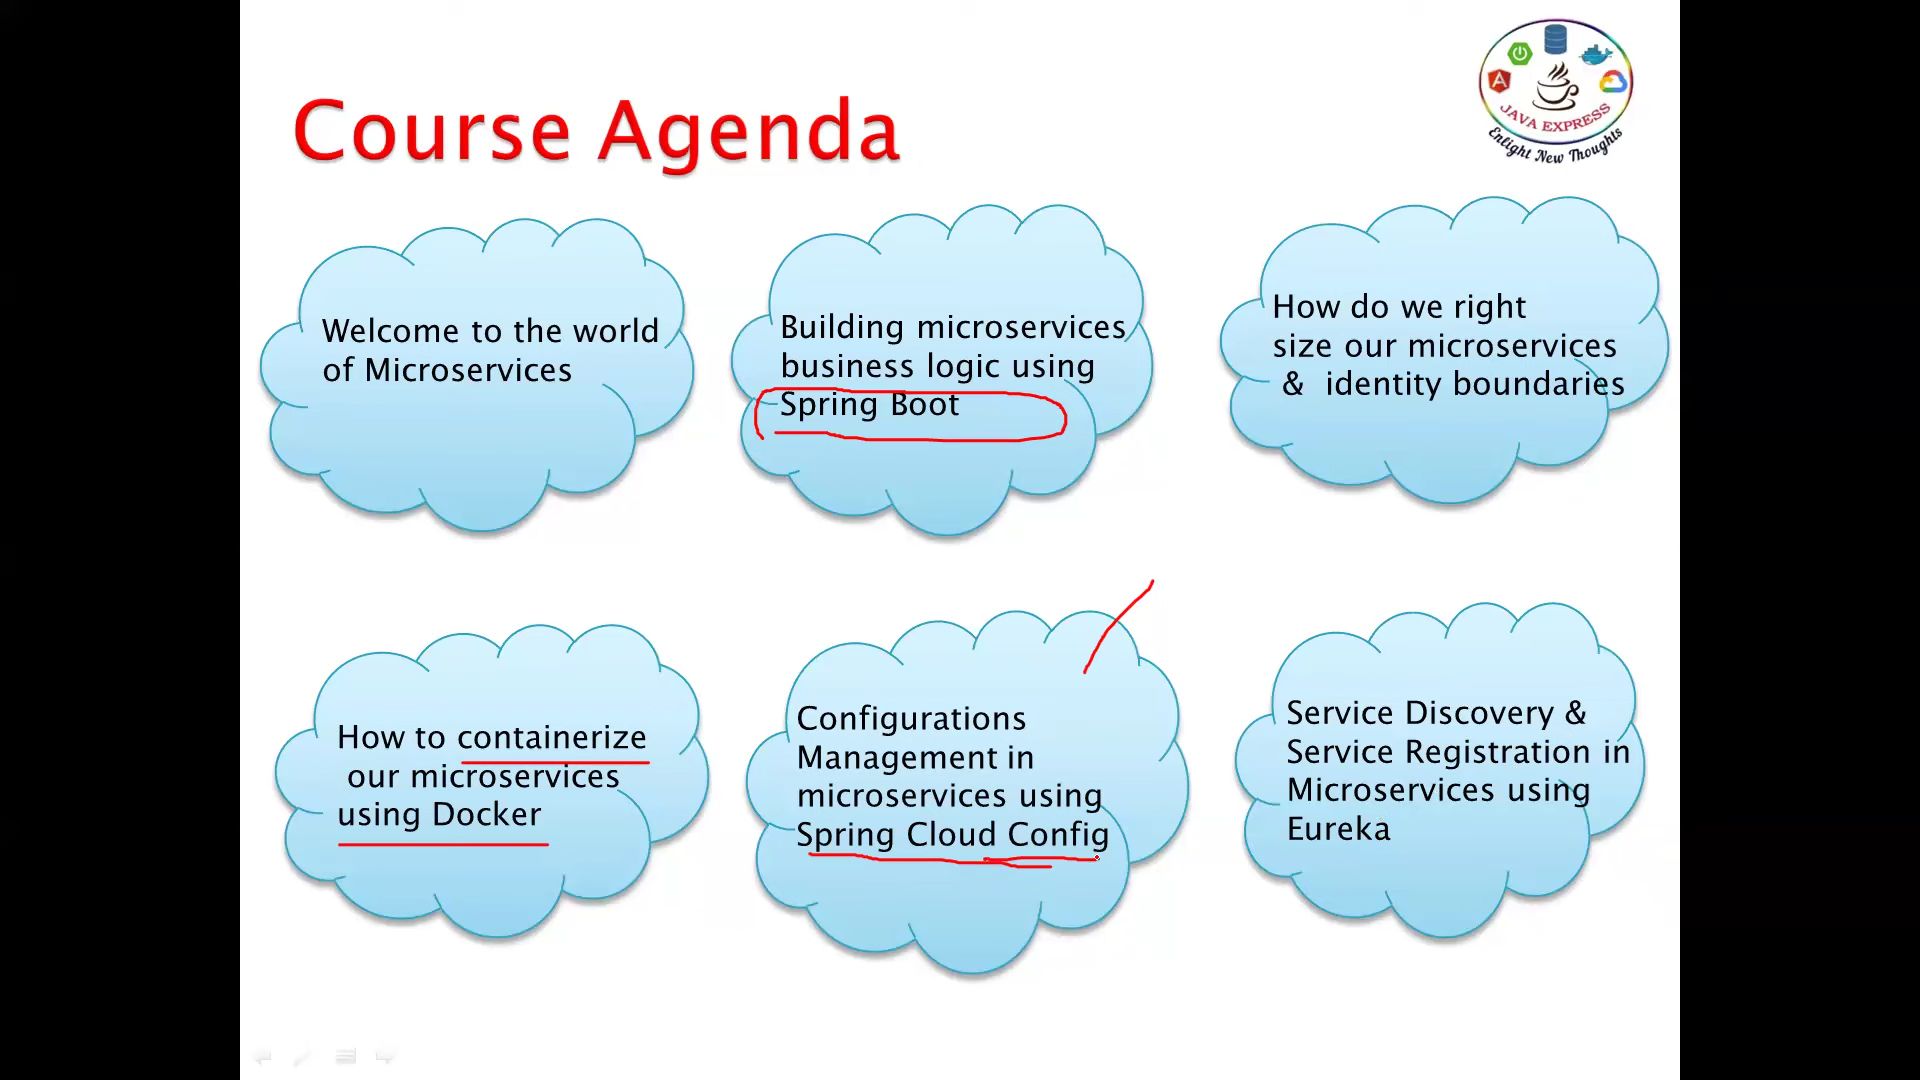 Course Agenda
JAVA EXPRESS
Enlight New Thoughts
Welcome to the world
of Microservices
Building microservices
business logic using
Spring Boot
How do we right
size our microservices
& identity boundaries
How to containerize
our microservices
using Docker
Configurations
Management in
microservices using
Spring Cloud Config
Service Discovery &
Service Registration in
Microservices using
Eureka